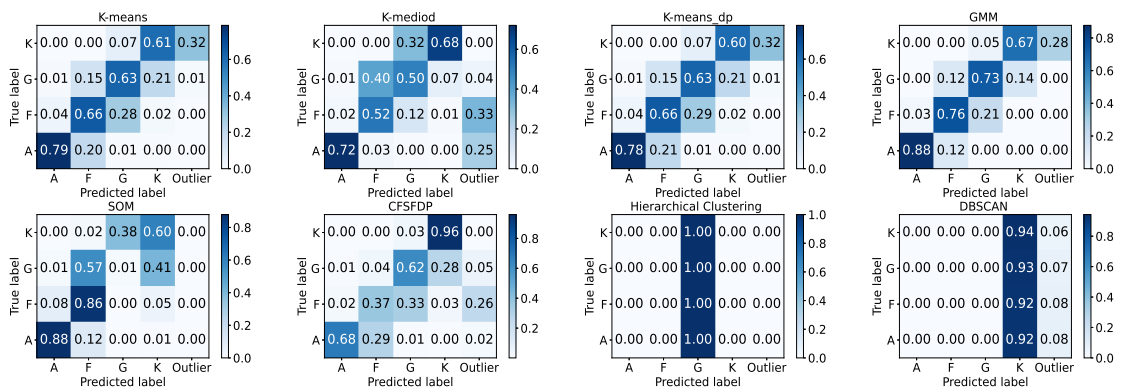 K-means
K-mediod
K-means_dp
GMM
True label
K 0.00 0.00 0.07 0.61 0.32
G 0.01 0.15 0.63 0.21 0.01
F 0.04 0.66 0.28 0.02 0.00
A 0.79 0.20 0.01 0.00 0.00
A F G K Outlier
Predicted label
0.6
0.4
0.2
0.0
True label
K 0.00 0.00 0.32 0.68 0.00
G 0.01 0.40 0.50 0.07 0.04
F 0.02 0.52 0.12 0.01 0.33
A 0.72 0.03 0.00 0.00 0.25
A F G K Outlier
Predicted label
0.6
0.4
0.2
0.0
True label
K 0.00 0.00 0.07 0.60 0.32
G 0.01 0.15 0.63 0.21 0.01
F 0.04 0.66 0.29 0.02 0.00
A 0.78 0.21 0.01 0.00 0.00
A F G K Outlier
Predicted label
0.6
0.4
0.2
0.0
True label
K 0.00 0.00 0.05 0.67 0.28
G 0.00 0.12 0.73 0.14 0.01
F 0.03 0.76 0.21 0.00 0.00
A 0.88 0.12 0.00 0.00 0.00
A F G K Outlier
Predicted label
0.8
0.6
0.4
0.2
0.0
SOM
CFSFDP
Hierarchical Clustering
DBSCAN
True label
K 0.00 0.02 0.38 0.60 0.00
G 0.01 0.57 0.01 0.41 0.00
F 0.08 0.86 0.00 0.05 0.00
A 0.88 0.12 0.00 0.01 0.00
A F G K Outlier
Predicted label
0.8
0.6
0.4
0.2
0.0
True label
K 0.00 0.00 0.03 0.96 0.00
G 0.01 0.04 0.62 0.28 0.05
F 0.02 0.37 0.33 0.03 0.26
A 0.68 0.29 0.01 0.00 0.02
A F G K Outlier
Predicted label
0.8
0.6
0.4
0.2
True label
K 0.00 0.00 1.00 0.00 0.00
G 0.00 0.00 1.00 0.00 0.00
F 0.00 0.00 1.00 0.00 0.00
A 0.00 0.00 1.00 0.00 0.00
A F G K Outlier
Predicted label
1.0
0.8
0.6
0.4
0.2
0.0
True label
K 0.00 0.00 0.00 0.94 0.06
G 0.00 0.00 0.00 0.93 0.07
F 0.00 0.00 0.00 0.92 0.08
A 0.00 0.00 0.00 0.92 0.08
A F G K Outlier
Predicted label
0.8
0.6
0.4
0.2
0.0